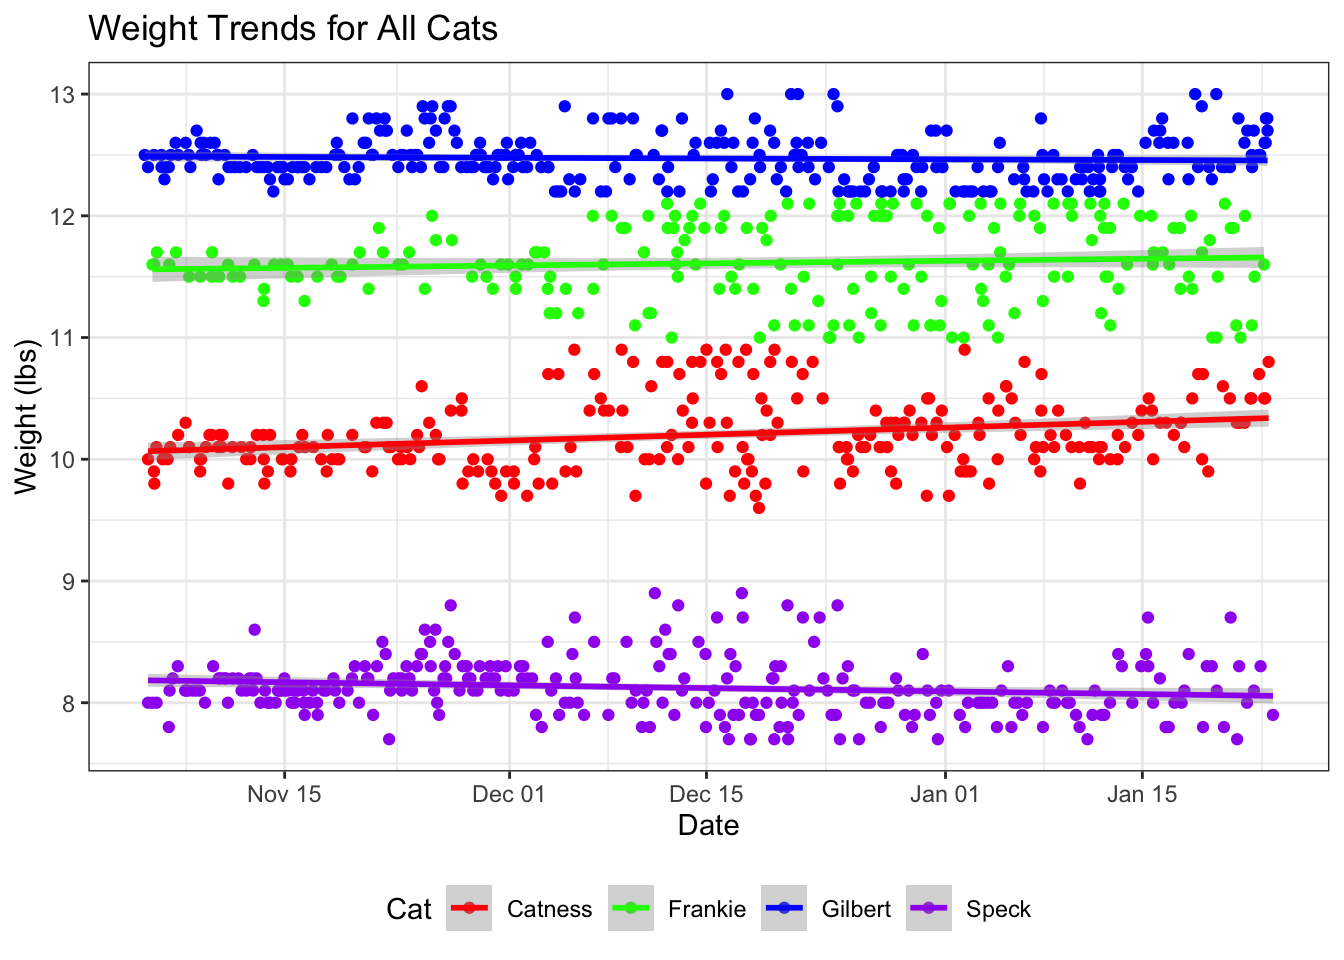 Weight Trends for All Cats
13
12
11
10
9
8
Weight (lbs)
Nov 15 Dec 01 Dec 15 Jan 01 Jan 15
Date
Cat Catness Frankie Gilbert Speck